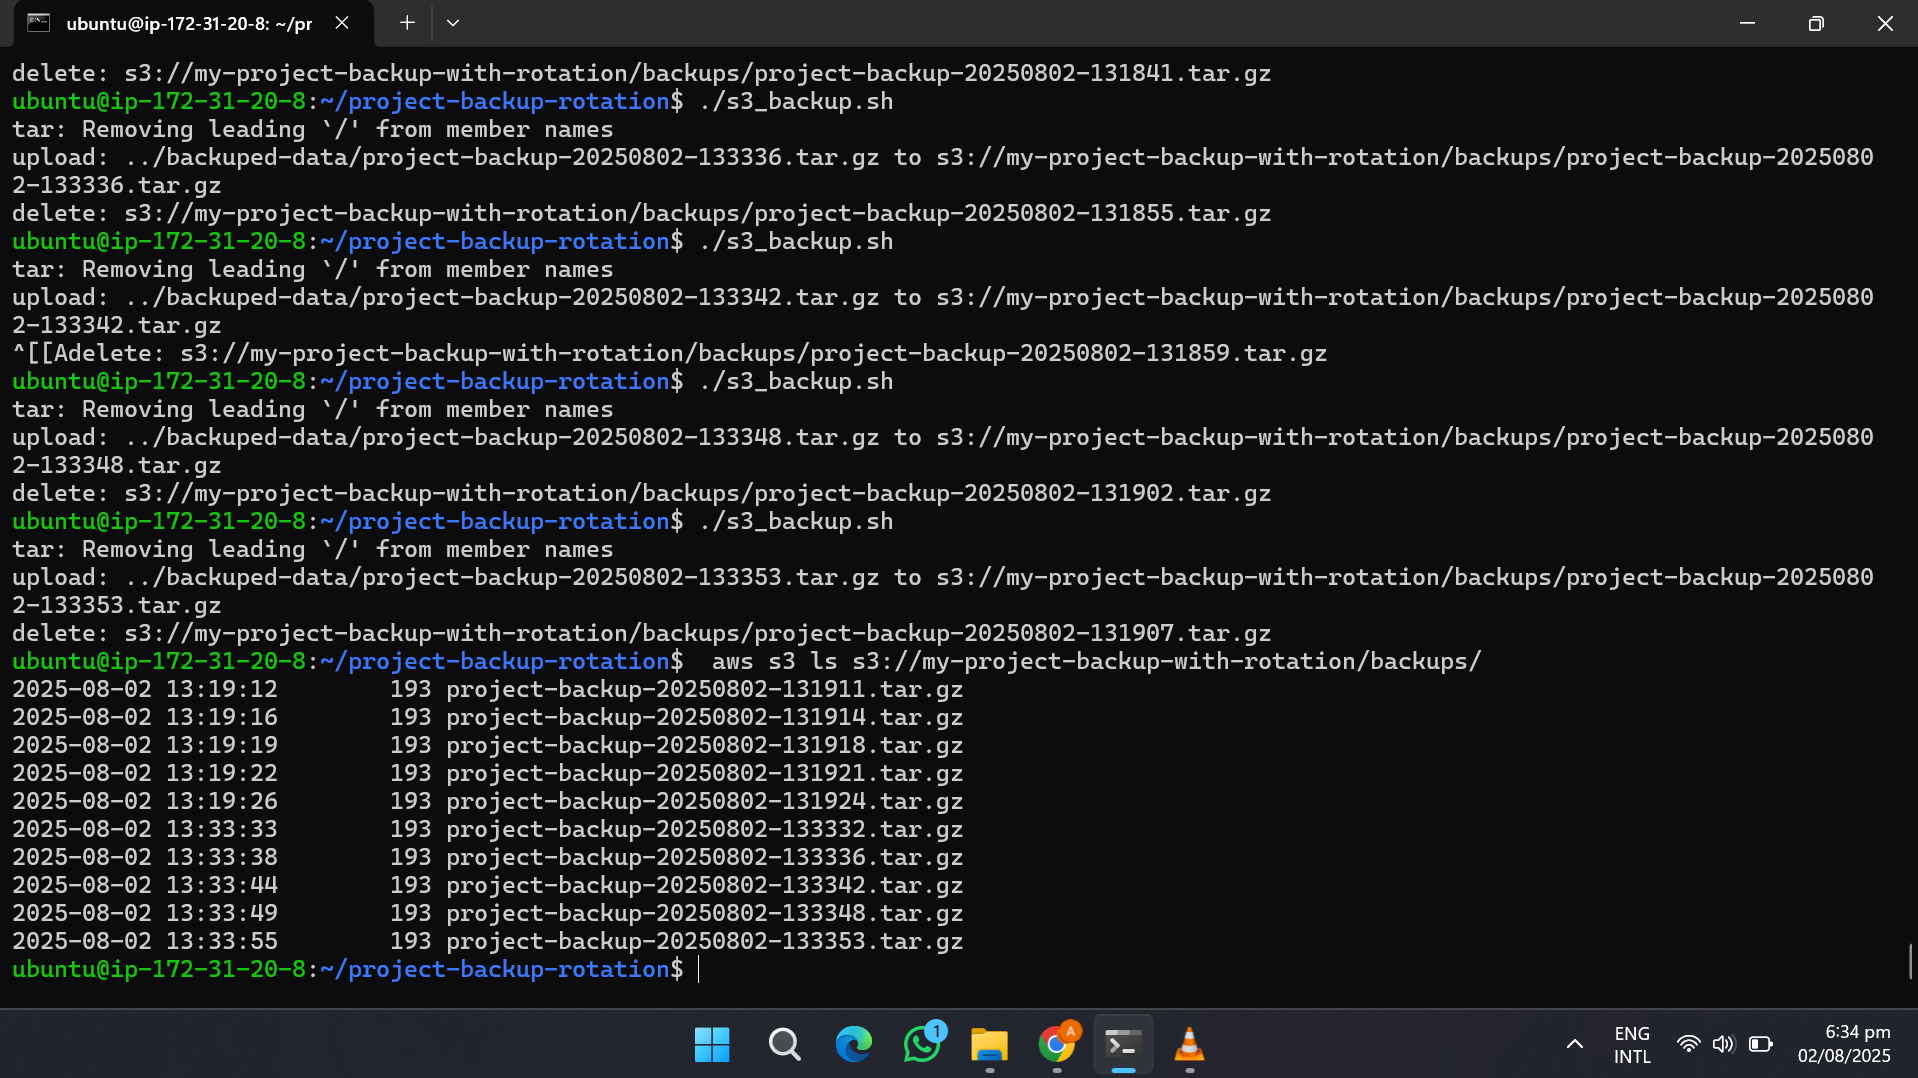 ubuntu@ip-172-31-20-8: ~/pr
delete: s3://my-project-backup-with-rotation/backups/project-backup-20250802-131841.tar.gz
ubuntu@ip-172-31-20-8:~/project-backup-rotation$ ./s3_backup.sh
tar: Removing leading `/' from member names
upload: ../backuped-data/project-backup-20250802-133336.tar.gz to s3://my-project-backup-with-rotation/backups/project-backup-2025080
2-133336.tar.gz
delete: s3://my-project-backup-with-rotation/backups/project-backup-20250802-131855.tar.gz
ubuntu@ip-172-31-20-8:~/project-backup-rotation$ ./s3_backup.sh
tar: Removing leading `/' from member names
upload: ../backuped-data/project-backup-20250802-133342.tar.gz to s3://my-project-backup-with-rotation/backups/project-backup-2025080
2-133342.tar.gz
^[[Adelete: s3://my-project-backup-with-rotation/backups/project-backup-20250802-131859.tar.gz
ubuntu@ip-172-31-20-8:~/project-backup-rotation$ ./s3_backup.sh
tar: Removing leading `/' from member names
upload: ../backuped-data/project-backup-20250802-133348.tar.gz to s3://my-project-backup-with-rotation/backups/project-backup-2025080
2-133348.tar.gz
delete: s3://my-project-backup-with-rotation/backups/project-backup-20250802-131902.tar.gz
ubuntu@ip-172-31-20-8:~/project-backup-rotation$ ./s3_backup.sh
tar: Removing leading `/' from member names
upload: ../backuped-data/project-backup-20250802-133353.tar.gz to s3://my-project-backup-with-rotation/backups/project-backup-2025080
2-133353.tar.gz
delete: s3://my-project-backup-with-rotation/backups/project-backup-20250802-131907.tar.gz
ubuntu@ip-172-31-20-8:~/project-backup-rotation$  aws s3 ls s3://my-project-backup-with-rotation/backups/
2025-08-02 13:19:12        193 project-backup-20250802-131911.tar.gz
2025-08-02 13:19:16        193 project-backup-20250802-131914.tar.gz
2025-08-02 13:19:19        193 project-backup-20250802-131918.tar.gz
2025-08-02 13:19:22        193 project-backup-20250802-131921.tar.gz
2025-08-02 13:19:26        193 project-backup-20250802-131924.tar.gz
2025-08-02 13:33:33        193 project-backup-20250802-133332.tar.gz
2025-08-02 13:33:38        193 project-backup-20250802-133336.tar.gz
2025-08-02 13:33:44        193 project-backup-20250802-133342.tar.gz
2025-08-02 13:33:49        193 project-backup-20250802-133348.tar.gz
2025-08-02 13:33:55        193 project-backup-20250802-133353.tar.gz
ubuntu@ip-172-31-20-8:~/project-backup-rotation$
1
A
ENG
INTL
6:34 pm
02/08/2025